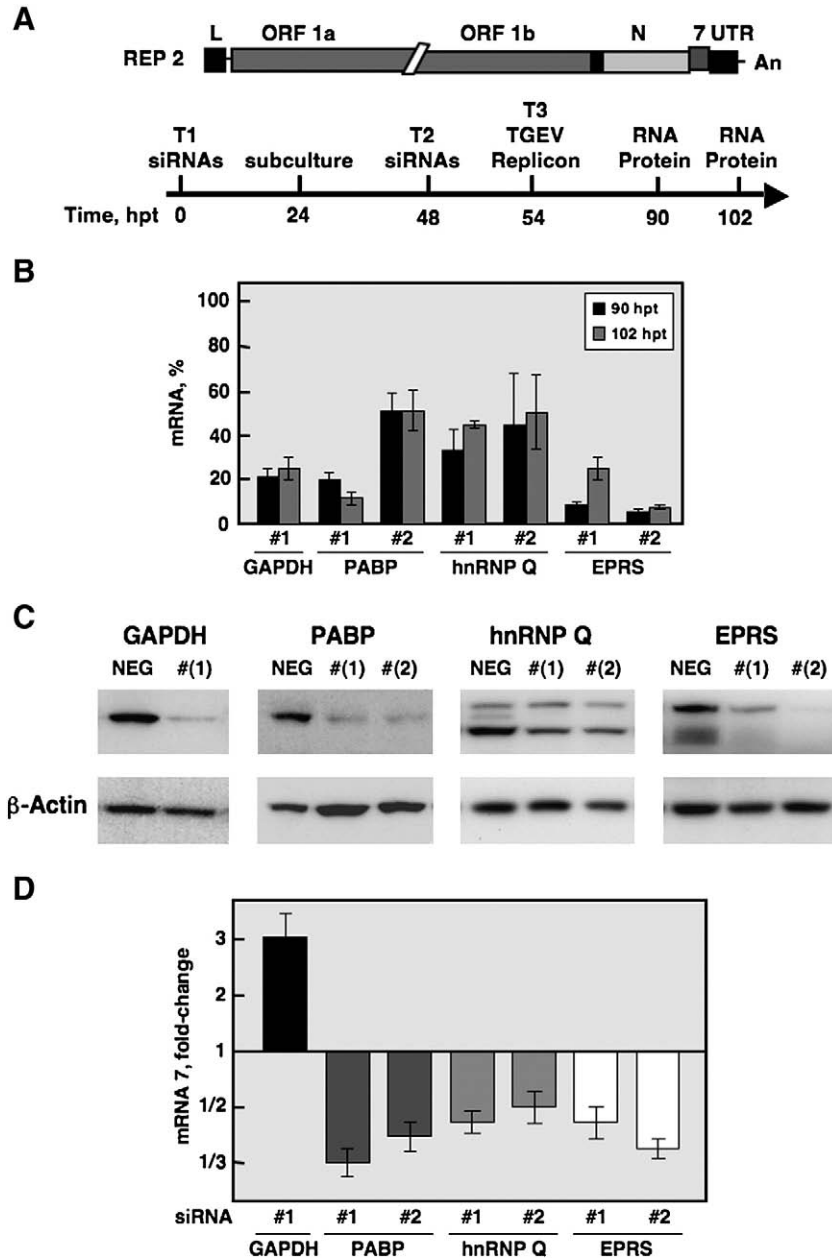 A
L ORF 1a ORF 1b N 7 UTR
REP 2 An
T3
T1 T2 TGEV RNA RNA
siRNAs subculture siRNAs Replicon Protein Protein
Time, hpt 0 24 48 54 90 102
B
mRNA, %
100
80
60
40
20
0
90 hpt
102 hpt
#1 #1 #2 #1 #2 #1 #2
GAPDH PABP hnRNP Q EPRS
C
GAPDH PABP hnRNP Q EPRS
NEG #(1) NEG #(1) #(2) NEG #(1) #(2) NEG #(1) #(2)
β-Actin
D
mRNA 7, fold-change
3
2
1
1/2
1/3
siRNA #1 #1 #2 #1 #2 #1 #2
GAPDH PABP hnRNP Q EPRS